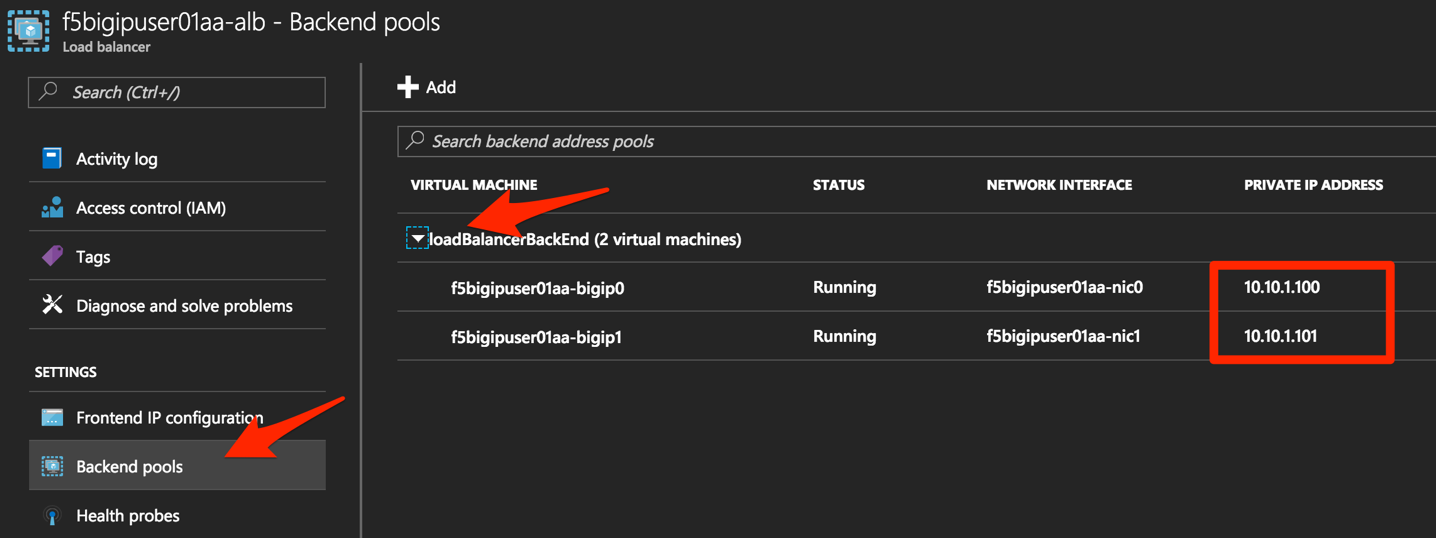 f5bigipuser01aa-alb - Backend pools
Load balancer
Search (Ctrl+/)
Activity log
Access control (IAM)
Tags
Diagnose and solve problems
SETTINGS
Frontend IP configuration
Backend pools
Health probes
Add
Search backend address pools
VIRTUAL MACHINE STATUS NETWORK INTERFACE PRIVATE IP ADDRESS
loadBalancerBackEnd (2 virtual machines)
f5bigipuser01aa-bigip0 Running f5bigipuser01aa-nic0 10.10.1.100
f5bigipuser01aa-bigip1 Running f5bigipuser01aa-nic1 10.10.1.101